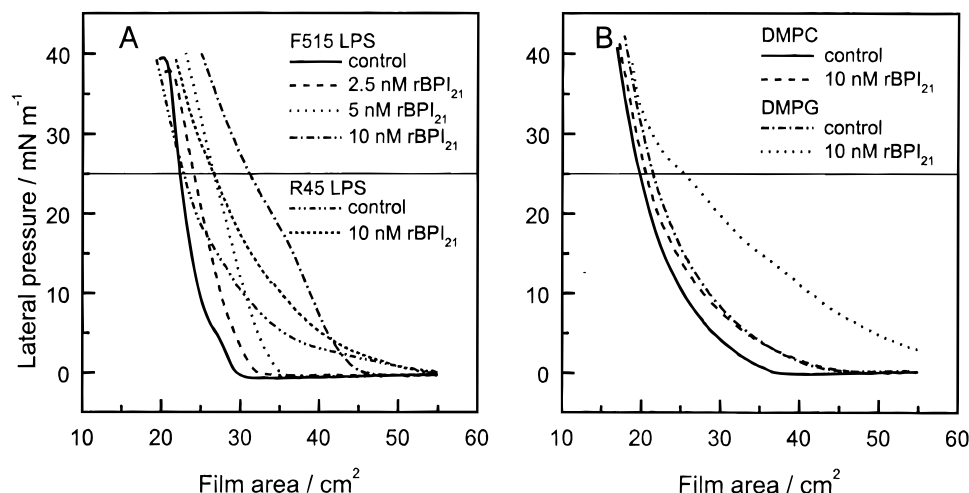 A
F515 LPS
control
2.5 nM rBPI21
5 nM rBPI21
10 nM rBPI21
R45 LPS
control
10 nM rBPI21
40
30
20
10
0
Lateral pressure / mN m-1
10 20 30 40 50 60
Film area / cm2
B
DMPC
control
10 nM rBPI21
DMPG
control
10 nM rBPI21
40
30
20
10
0
10 20 30 40 50 60
Film area / cm2